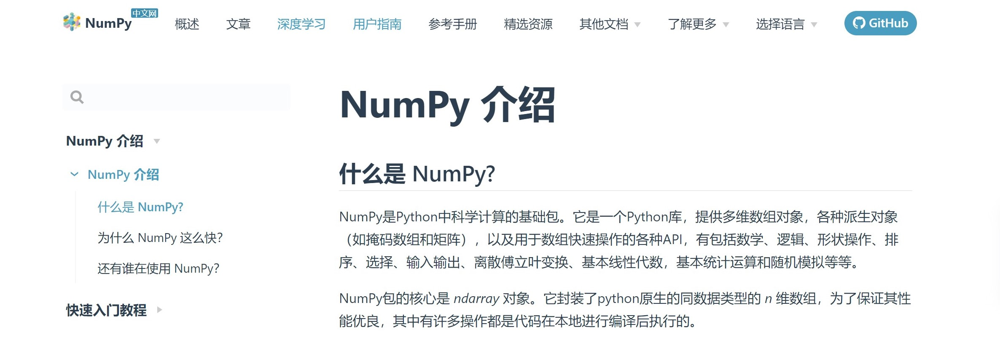 NumPy 中文网 概述 文章 深度学习 用户指南 参考手册 精选资源 其他文档 了解更多 选择语言 GitHub
NumPy 介绍
NumPy 介绍
什么是 NumPy?
为什么 NumPy 这么快？
还有谁在使用 NumPy？
快速入门教程
NumPy 介绍
什么是 NumPy?
NumPy是Python中科学计算的基础包。它是一个Python库，提供多维数组对象，各种派生对象
（如掩码数组和矩阵），以及用于数组快速操作的各种API，有包括数学、逻辑、形状操作、排
序、选择、输入输出、离散傅立叶变换、基本线性代数，基本统计运算和随机模拟等等。
NumPy包的核心是 ndarray 对象。它封装了python原生的同数据类型的 n 维数组，为了保证其性
能优良，其中有许多操作都是代码在本地进行编译后执行的。